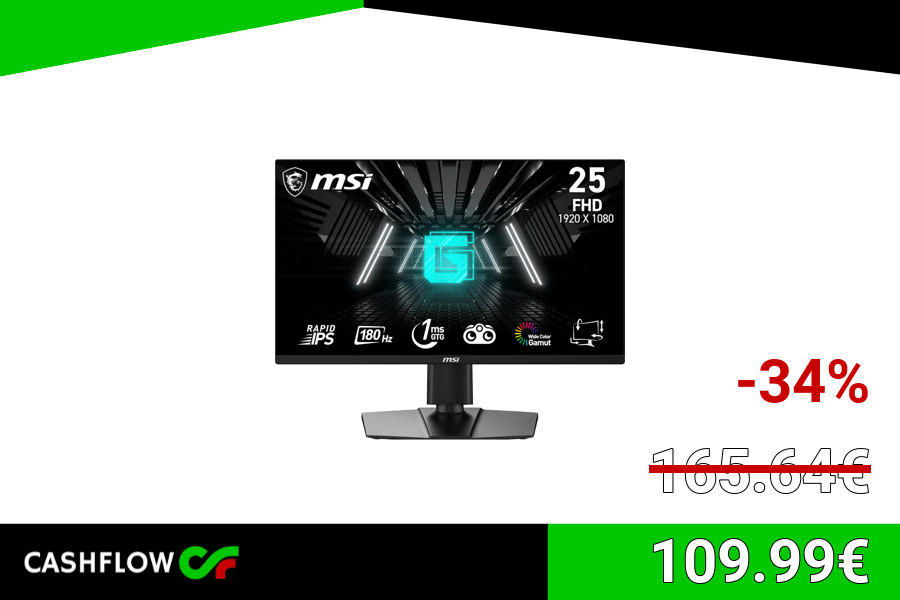 msi
25
FHD
1920 X 1080
RAPID
IPS
180Hz
1ms
GTG
Wide Color
Gamut
msi
-34%
165.64€
CASHFLOW
109.99€